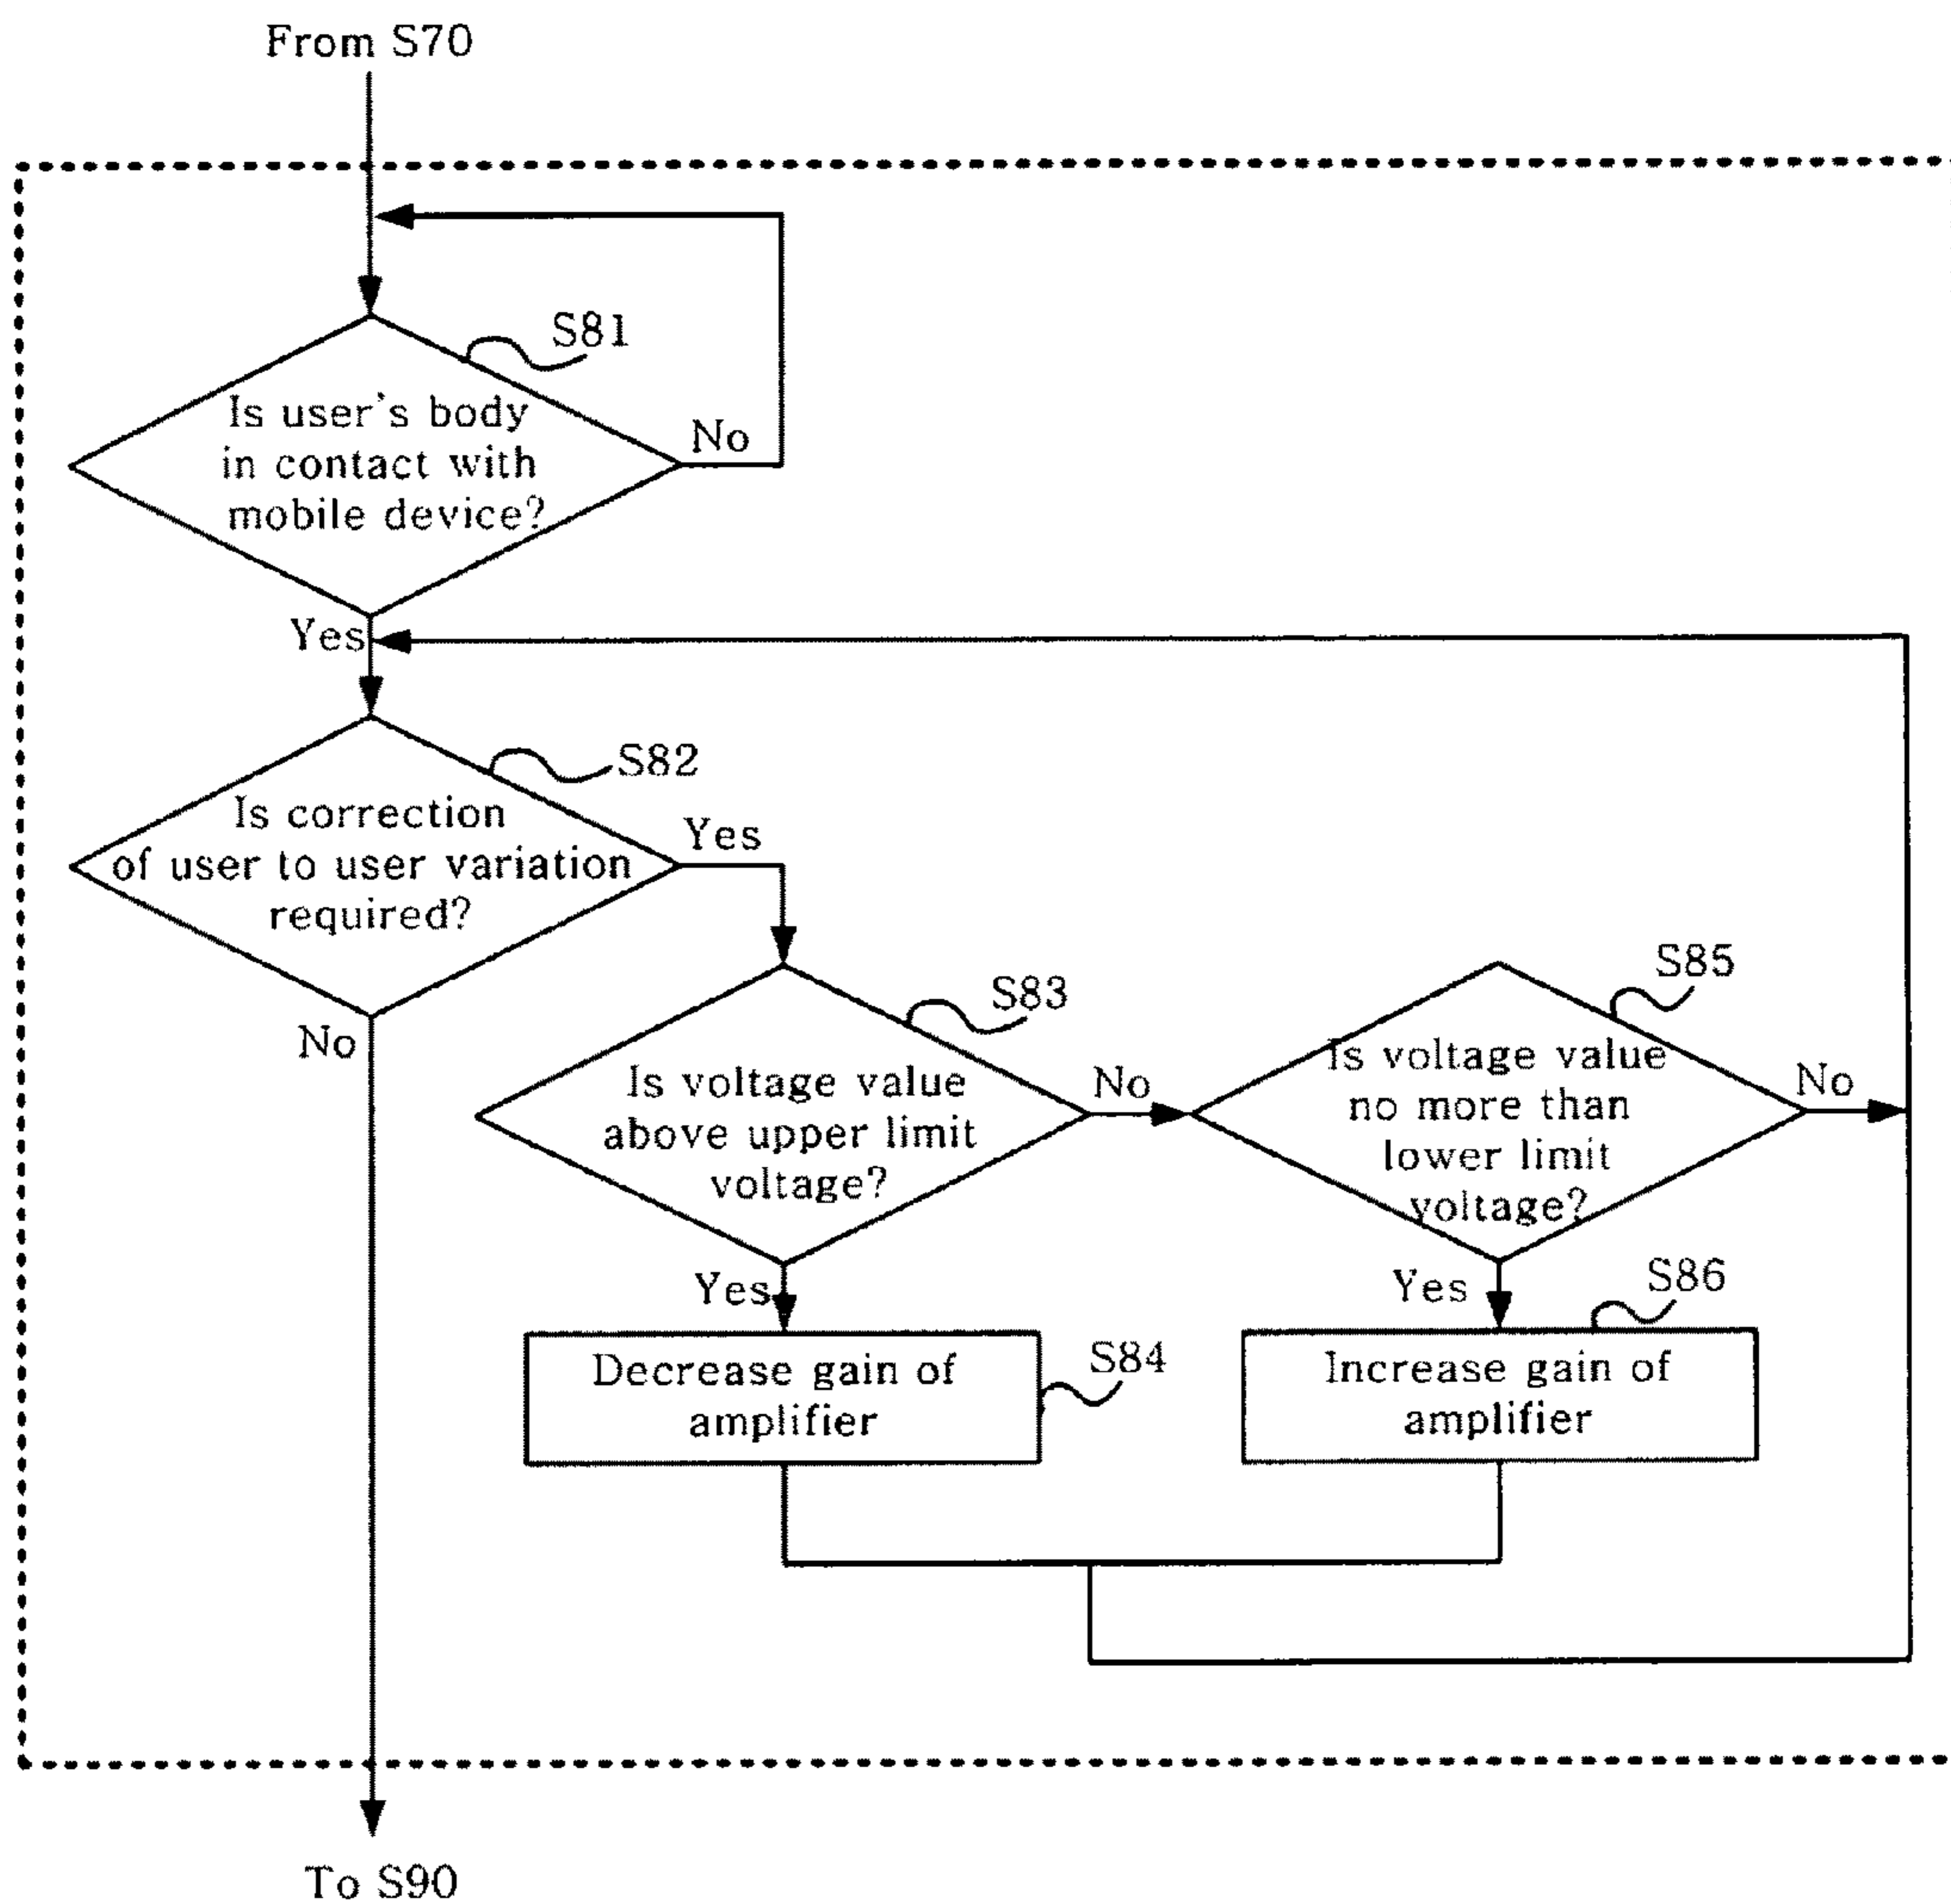 From S70
S81
Is user's body
in contact with
mobile device?
No
Yes
S82
Is correction
of user to user variation
required?
Yes
No
S83
Is voltage value
above upper limit
voltage?
No
Yes
S85
Is voltage value
no more than
lower limit
voltage?
No
Yes
Decrease gain of
amplifier
S84
S86
Increase gain of
amplifier
To S90